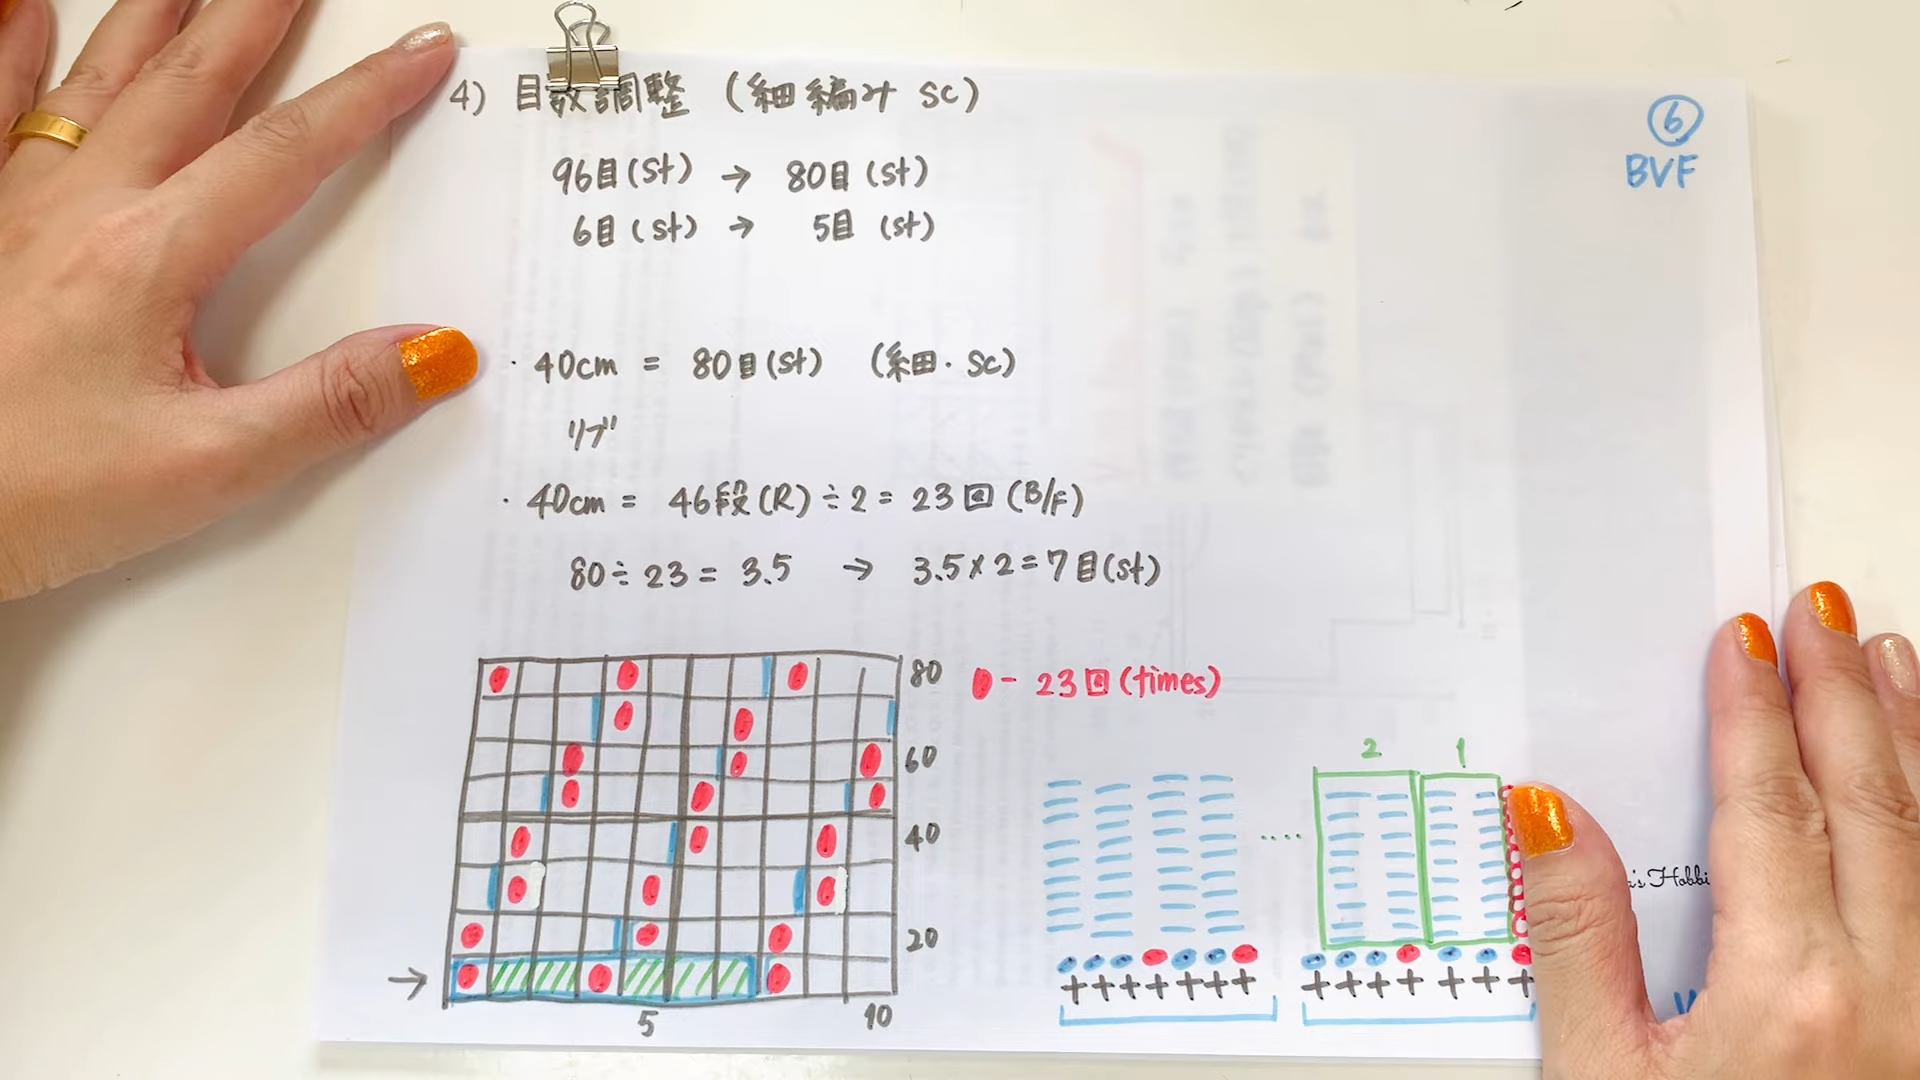 4) 目数調整 (細編み sc)
⑥
BVF
96目(st) → 80目(st)
6目(st) → 5目(st)
・40cm = 80目(st) (細・sc)
リブ
・40cm = 46段(R)÷2=23回(B/F)
80÷23=3.5 → 3.5×2=7目(st)
80
60
40
20
5
10
- 23回(times)
2
1
+++++++
.....
+++++++
's Hobbi